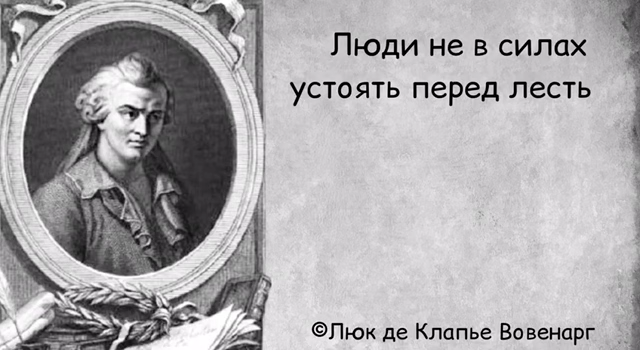 Люди не в силах
устоять перед лесть
©Люк де Клапье Вовенарг